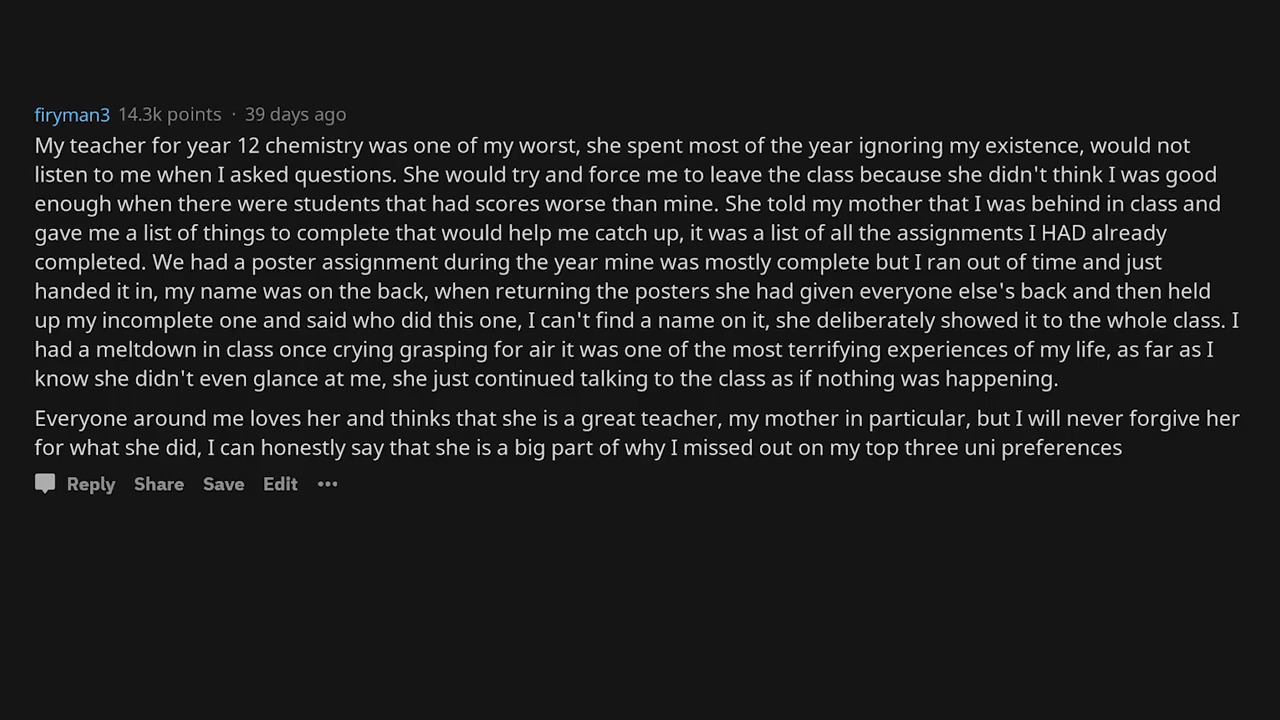 firyman3 14.3k points · 39 days ago
My teacher for year 12 chemistry was one of my worst, she spent most of the year ignoring my existence, would not
listen to me when I asked questions. She would try and force me to leave the class because she didn't think I was good
enough when there were students that had scores worse than mine. She told my mother that I was behind in class and
gave me a list of things to complete that would help me catch up, it was a list of all the assignments I HAD already
completed. We had a poster assignment during the year mine was mostly complete but I ran out of time and just
handed it in, my name was on the back, when returning the posters she had given everyone else's back and then held
up my incomplete one and said who did this one, I can't find a name on it, she deliberately showed it to the whole class. I
had a meltdown in class once crying grasping for air it was one of the most terrifying experiences of my life, as far as I
know she didn't even glance at me, she just continued talking to the class as if nothing was happening.
Everyone around me loves her and thinks that she is a great teacher, my mother in particular, but I will never forgive her
for what she did, I can honestly say that she is a big part of why I missed out on my top three uni preferences
Reply Share Save Edit •••